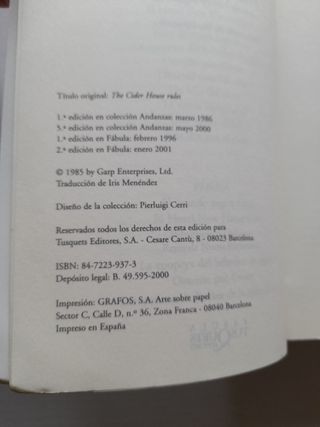 Título original: The Cider House rules
1.ª edición en colección Andanzas: marzo 1986
5.ª edición en colección Andanzas: mayo 2000
1.ª edición en Fábula: febrero 1996
2.ª edición en Fábula: enero 2001
© 1985 by Garp Enterprises, Ltd.
Traducción de Iris Menéndez
Diseño de la colección: Pierluigi Cerri
Reservados todos los derechos de esta edición para
Tusquets Editores, S.A. - Cesare Cantù, 8 - 08023 Barcelona
ISBN: 84-7223-937-3
Depósito legal: B. 49.595-2000
Impresión: GRAFOS, S.A. Arte sobre papel
Sector C, Calle D, n.º 36, Zona Franca - 08040 Barcelona
Impreso en España